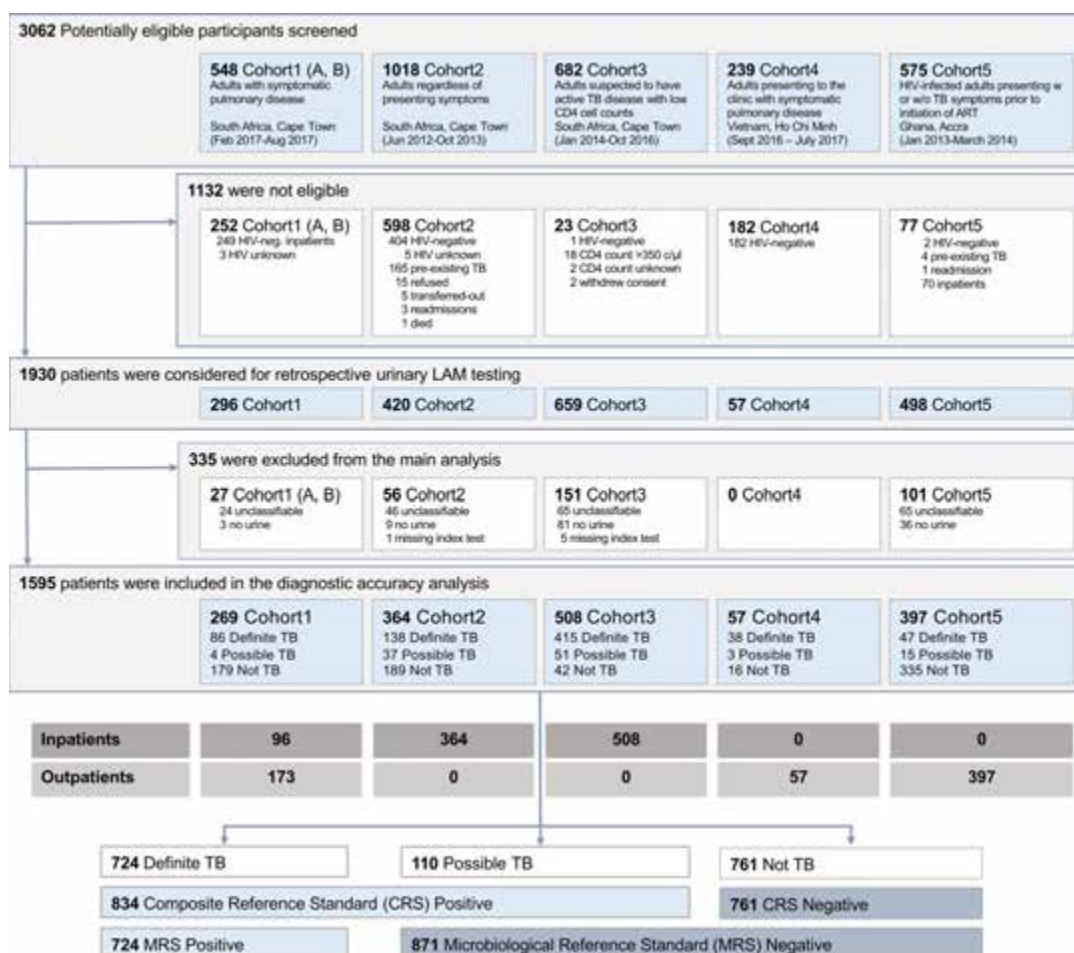 3062 Potentially eligible participants screened
548 Cohort1 (A, B)
Adults with symptomatic
pulmonary disease
South Africa, Cape Town
(Feb 2017-Aug 2017)
1018 Cohort2
Adults regardless of
presenting symptoms
South Africa, Cape Town
(Jun 2012-Oct 2013)
682 Cohort3
Adults suspected to have
active TB disease with low
CD4 cell counts
South Africa, Cape Town
(Jan 2014-Oct 2016)
239 Cohort4
Adults presenting to the
clinic with symptomatic
pulmonary disease
Vietnam, Ho Chi Minh
(Sept 2016 – July 2017)
575 Cohort5
HIV-infected adults presenting w
or w/o TB symptoms prior to
initiation of ART
Ghana, Accra
(Jan 2013-March 2014)
1132 were not eligible
252 Cohort1 (A, B)
249 HIV-neg. inpatients
3 HIV unknown
598 Cohort2
404 HIV-negative
5 HIV unknown
165 pre-existing TB
15 refused
5 transferred-out
3 readmissions
1 died
23 Cohort3
1 HIV-negative
18 CD4 count >350 c/µl
2 CD4 count unknown
2 withdrew consent
182 Cohort4
182 HIV-negative
77 Cohort5
2 HIV-negative
4 pre-existing TB
1 readmission
70 inpatients
1930 patients were considered for retrospective urinary LAM testing
296 Cohort1
420 Cohort2
659 Cohort3
57 Cohort4
498 Cohort5
335 were excluded from the main analysis
27 Cohort1 (A, B)
24 unclassifiable
3 no urine
56 Cohort2
46 unclassifiable
9 no urine
1 missing index test
151 Cohort3
65 unclassifiable
81 no urine
5 missing index test
0 Cohort4
101 Cohort5
65 unclassifiable
36 no urine
1595 patients were included in the diagnostic accuracy analysis
269 Cohort1
86 Definite TB
4 Possible TB
179 Not TB
364 Cohort2
138 Definite TB
37 Possible TB
189 Not TB
508 Cohort3
415 Definite TB
51 Possible TB
42 Not TB
57 Cohort4
38 Definite TB
3 Possible TB
16 Not TB
397 Cohort5
47 Definite TB
15 Possible TB
335 Not TB
Inpatients 96 364 508 0 0
Outpatients 173 0 0 57 397
724 Definite TB
110 Possible TB
761 Not TB
834 Composite Reference Standard (CRS) Positive
761 CRS Negative
724 MRS Positive
871 Microbiological Reference Standard (MRS) Negative